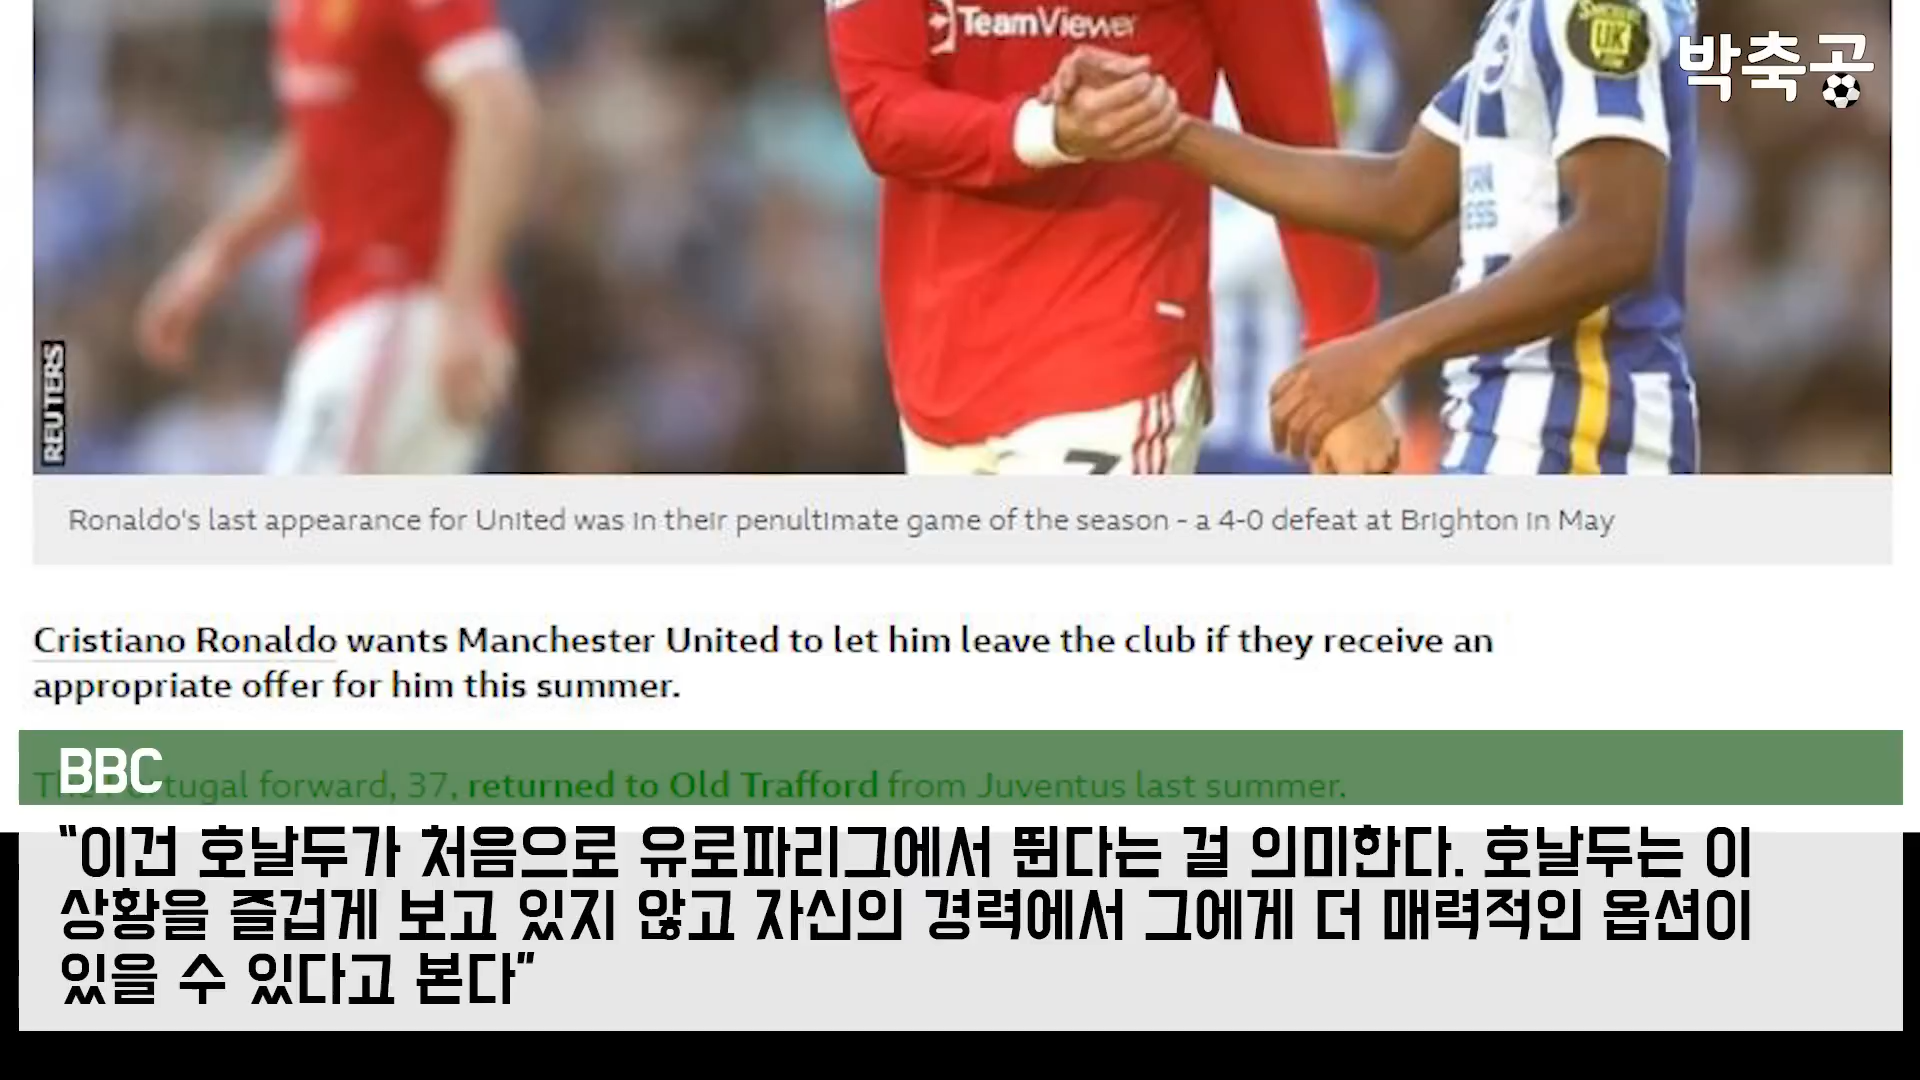 TeamViewer
UK
박축공
REUTERS
7
Ronaldo's last appearance for United was in their penultimate game of the season - a 4-0 defeat at Brighton in May
Cristiano Ronaldo wants Manchester United to let him leave the club if they receive an
appropriate offer for him this summer.
BBC
tugal forward, 37, returned to Old Trafford from Juventus last summer.
"이건 호날두가 처음으로 유로파리그에서 뛴다는 걸 의미한다. 호날두는 이
상황을 즐겁게 보고 있지 않고 자신의 경력에서 그에게 더 매력적인 옵션이
있을 수 있다고 본다"